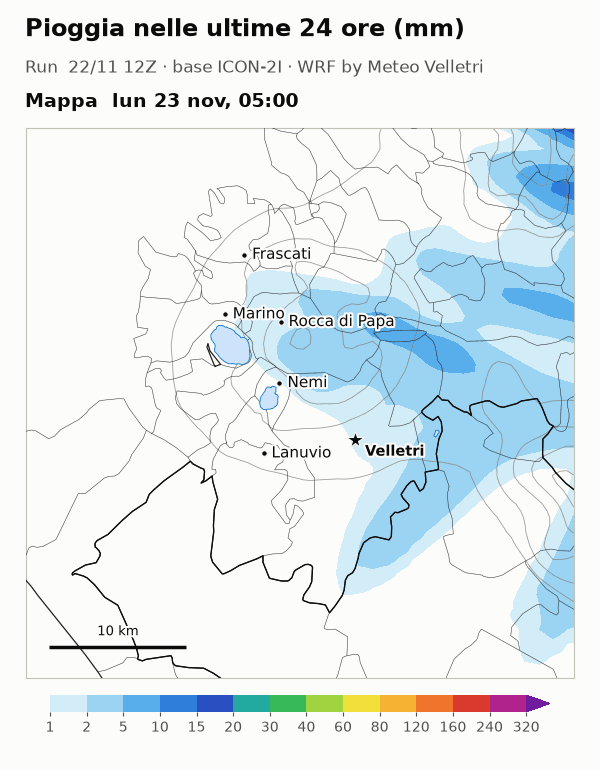 Pioggia nelle ultime 24 ore (mm)
Run  22/11 12Z · base ICON-2I · WRF by Meteo Velletri
Mappa  lun 23 nov, 05:00
Frascati
Marino
Rocca di Papa
Nemi
Velletri
Lanuvio
10 km
1 2 5 10 15 20 30 40 60 80 120 160 240 320